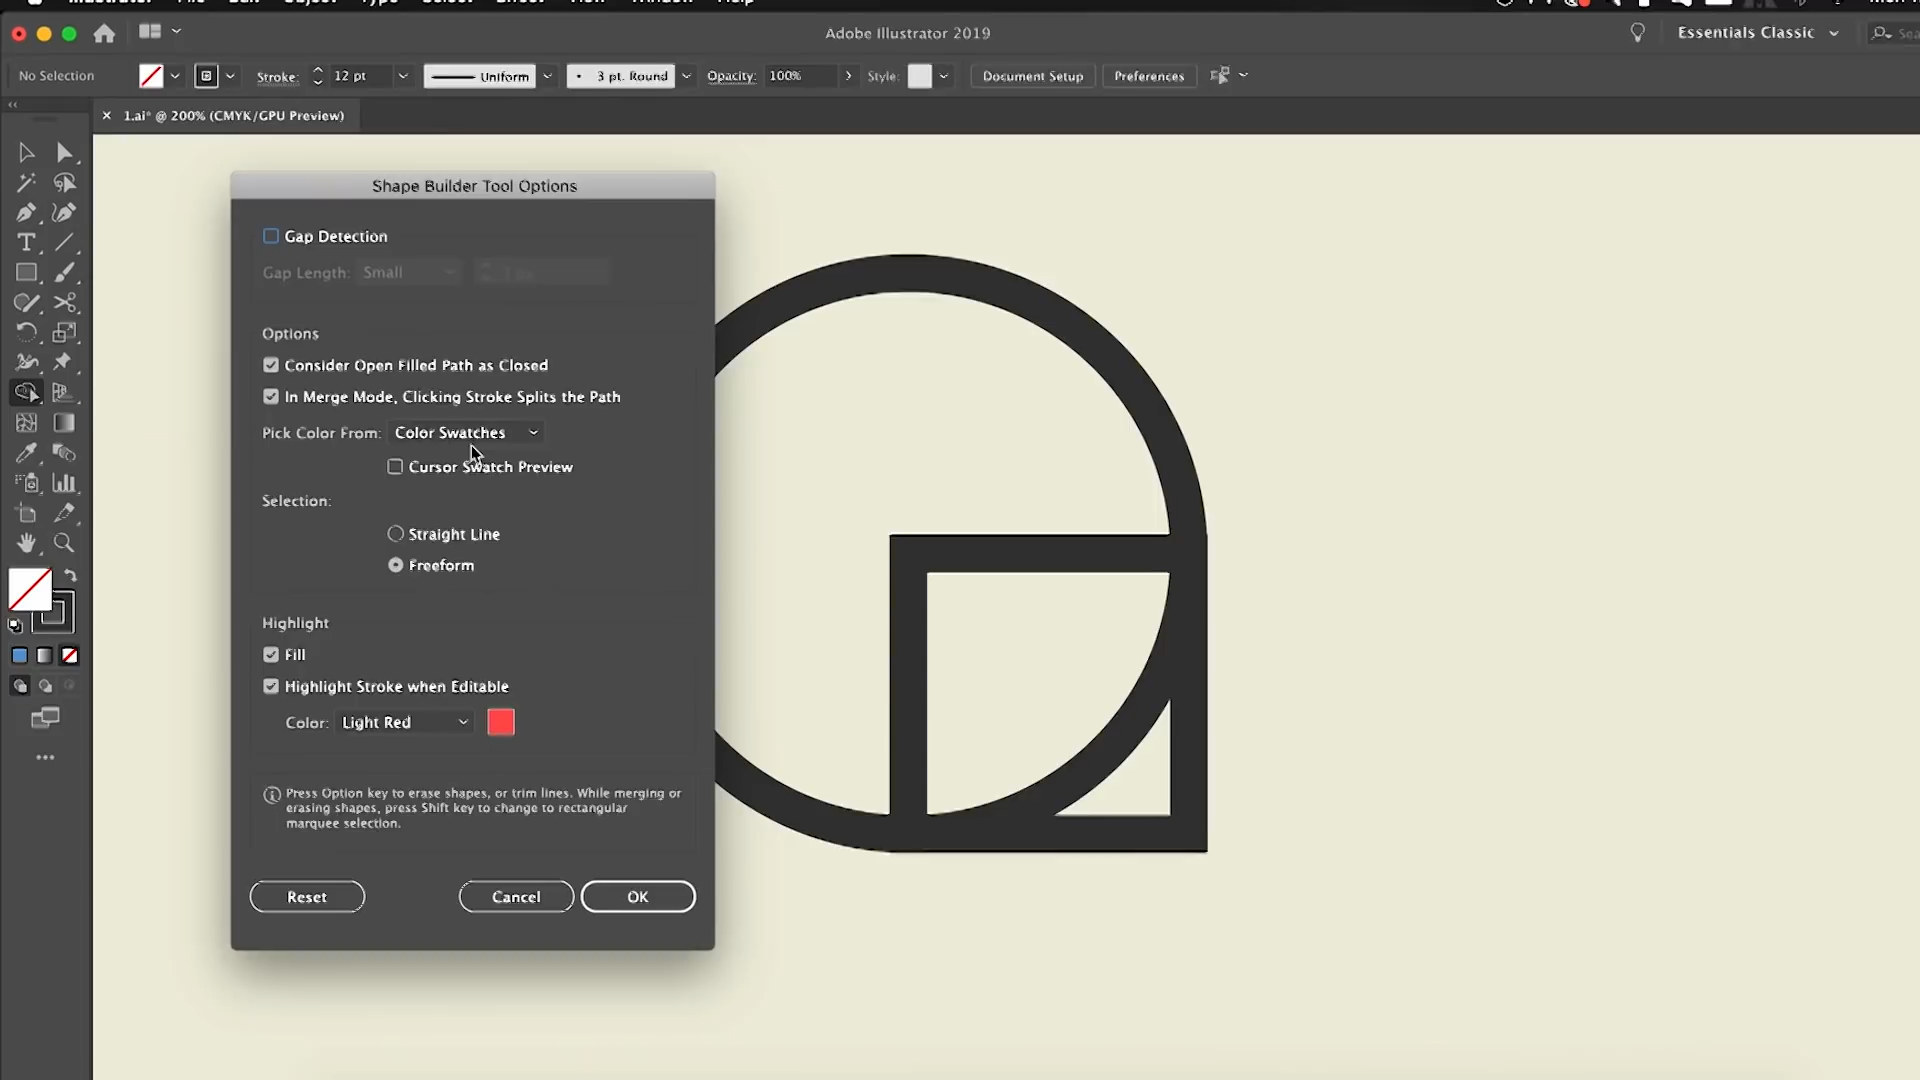 Adobe Illustrator 2019
Essentials Classic
No Selection
Stroke:
12 pt
Uniform
3 pt. Round
Opacity:
100%
Style:
Document Setup
Preferences
× 1.ai* @ 200% (CMYK/GPU Preview)
Shape Builder Tool Options
Gap Detection
Gap Length: Small
Options
Consider Open Filled Path as Closed
In Merge Mode, Clicking Stroke Splits the Path
Pick Color From: Color Swatches
Cursor Swatch Preview
Selection:
Straight Line
Freeform
Highlight
Fill
Highlight Stroke when Editable
Color: Light Red
Press Option key to erase shapes, or trim lines. While merging or
erasing shapes, press Shift key to change to rectangular
marquee selection.
Reset
Cancel
OK